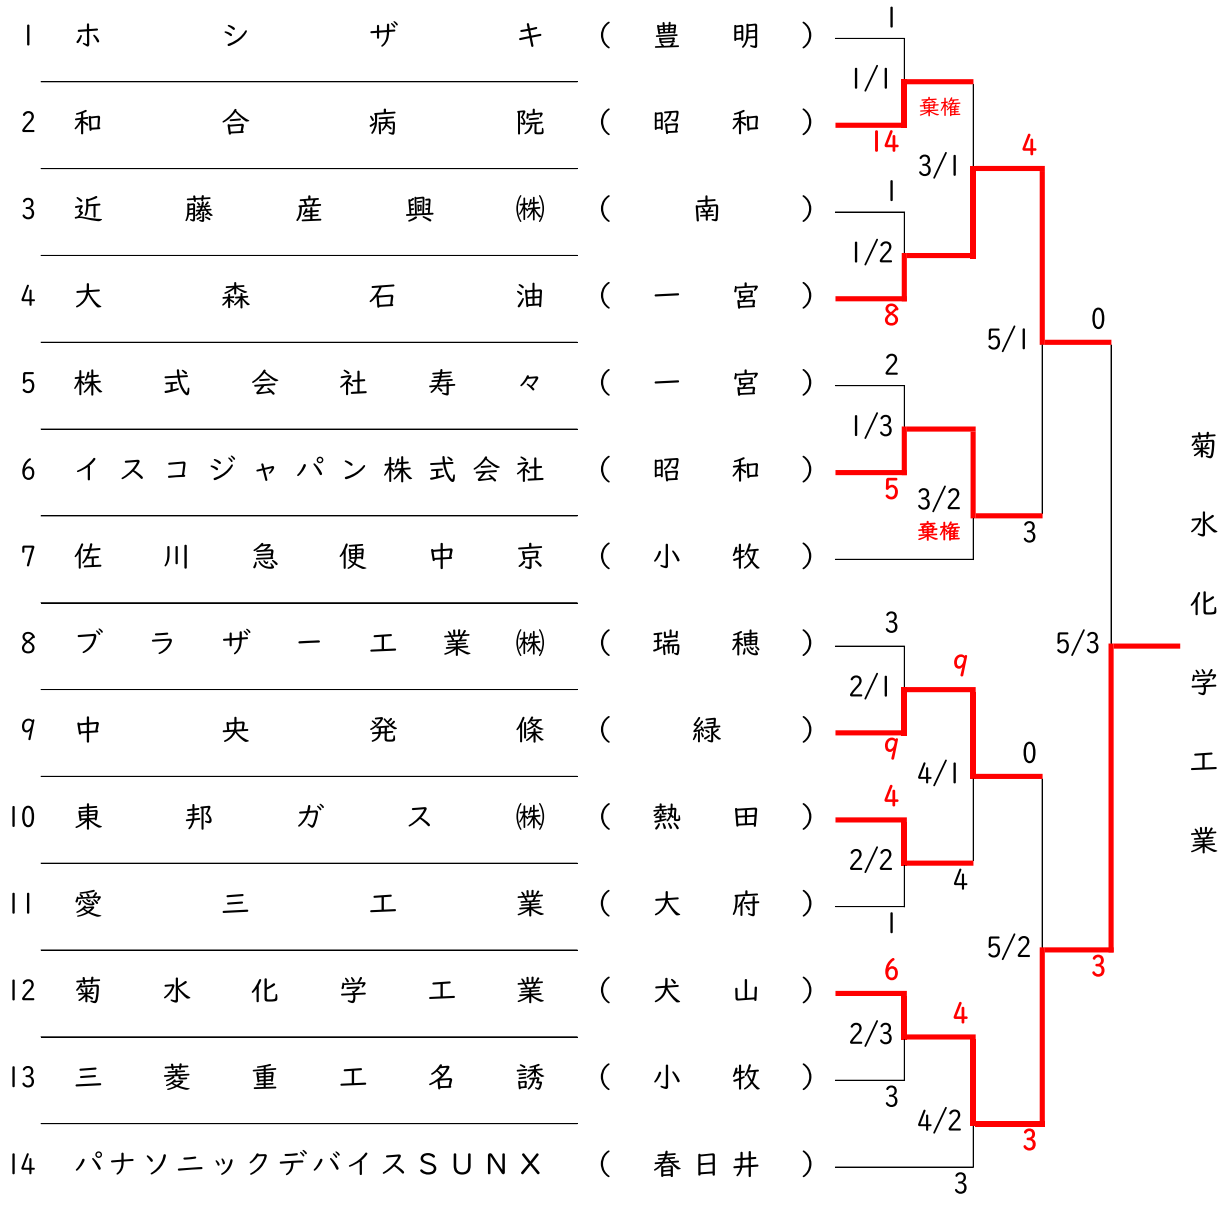 1 ホシザキ (豊明)
2 和合病院 (昭和)
3 近藤産興㈱ (南)
4 大森石油 (一宮)
5 株式会社寿々 (一宮)
6 イスコジャパン株式会社 (昭和)
7 佐川急便中京 (小牧)
8 ブラザー工業㈱ (瑞穂)
9 中央発條 (緑)
10 東邦ガス㈱ (熱田)
11 愛三工業 (大府)
12 菊水化学工業 (犬山)
13 三菱重工名誘 (小牧)
14 パナソニックデバイスSUNX (春日井)
1
1/1
14
1
1/2
8
2
1/3
5
3
2/1
9
4
2/2
1
6
2/3
3
棄権
3/1
3/2
棄権
9
4/1
4
4
4/2
3
4
5/1
3
0
5/2
3
0
5/3
3
菊水化学工業